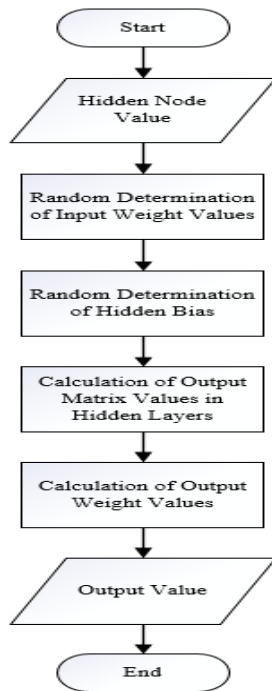 Start
Hidden Node
Value
Random Determination
of Input Weight Values
Random Determination
of Hidden Bias
Calculation of Output
Matrix Values in
Hidden Layers
Calculation of Output
Weight Values
Output Value
End